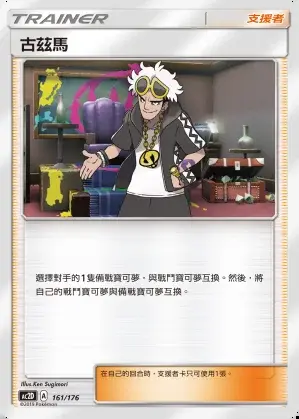 TRAINER
支援者
古茲馬
選擇對手的1隻備戰寶可夢,與戰鬥寶可夢互換。然後,將
自己的戰鬥寶可夢與備戰寶可夢互換。
Illus.Ken Sugimori
AC2D A 161/176
©2019 Pokémon
在自己的回合時,支援者卡只可使用1張。